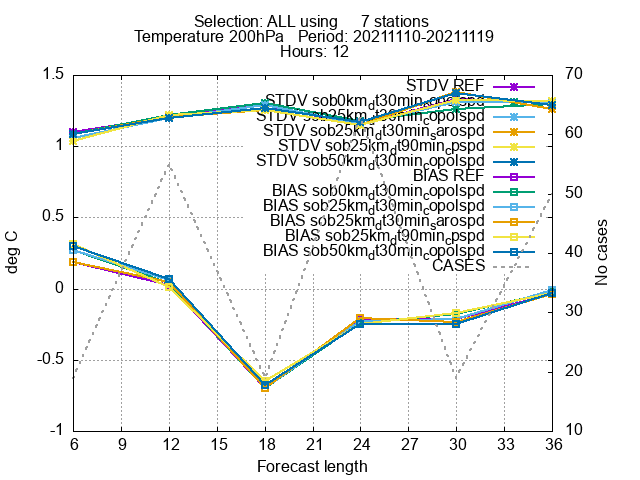 Selection: ALL using 7 stations
Temperature 200hPa Period: 20211110-20211119
Hours: 12
1.5
1
0.5
0
-0.5
-1
deg C
70
60
50
40
30
20
10
No cases
STDV REF
STDV sob0km_dt30min_copolspd
STDV sob25km_dt30min_copolspd
STDV sob25km_dt30min_sarospd
STDV sob25km_dt90min_cpspd
STDV sob50km_dt30min_copolspd
BIAS REF
BIAS sob0km_dt30min_copolspd
BIAS sob25km_dt30min_copolspd
BIAS sob25km_dt30min_sarospd
BIAS sob25km_dt90min_cpspd
BIAS sob50km_dt30min_copolspd
CASES
6 9 12 15 18 21 24 27 30 33 36
Forecast length